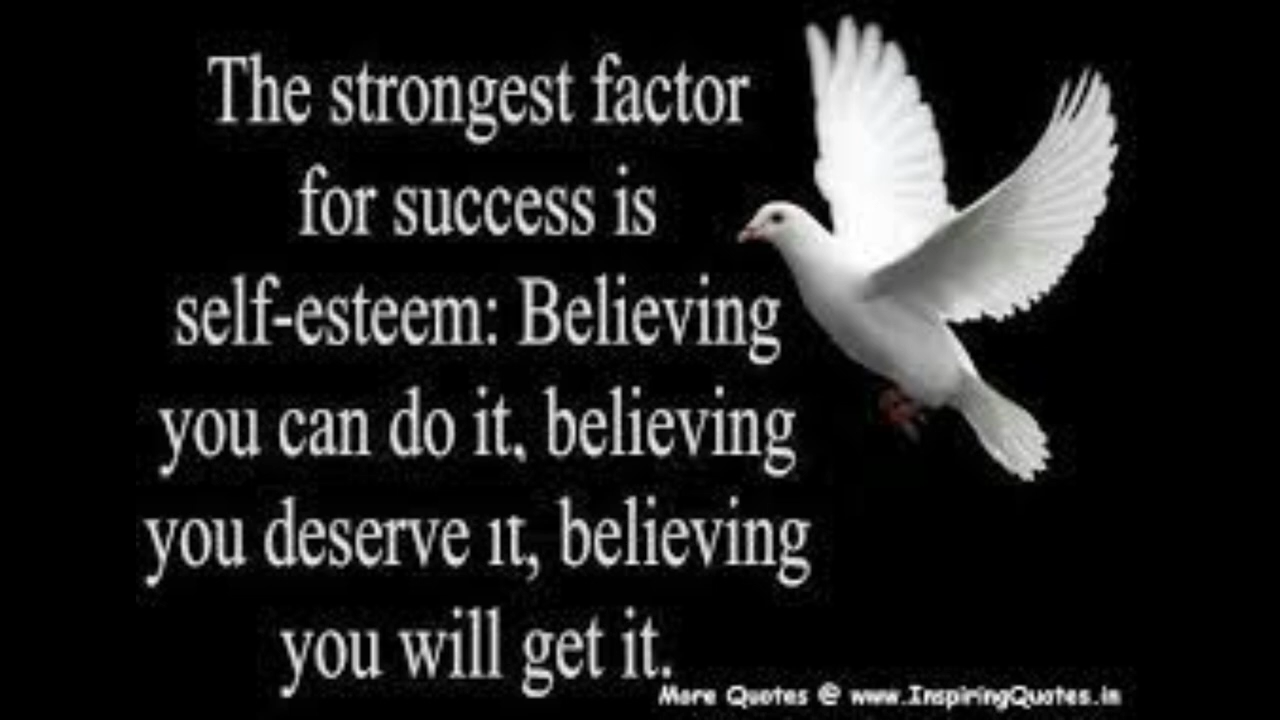 The strongest factor
for success is
self-esteem: Believing
you can do it, believing
you deserve it, believing
you will get it.
More Quotes @ www.InspiringQuotes.in